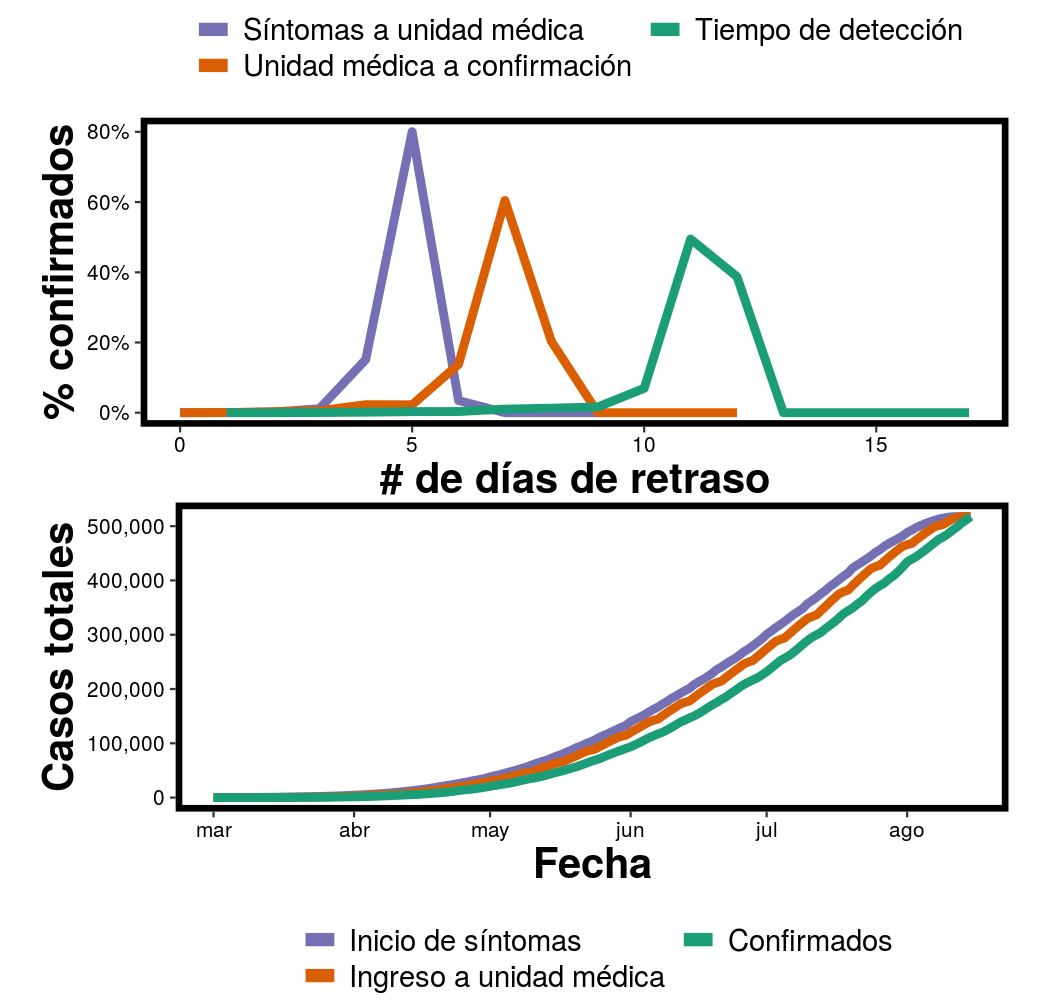 Síntomas a unidad médica
Tiempo de detección
Unidad médica a confirmación
% confirmados
80%
60%
40%
20%
0%
0
5
10
15
# de días de retraso
Casos totales
500,000
400,000
300,000
200,000
100,000
0
mar
abr
may
jun
jul
ago
Fecha
Inicio de síntomas
Confirmados
Ingreso a unidad médica